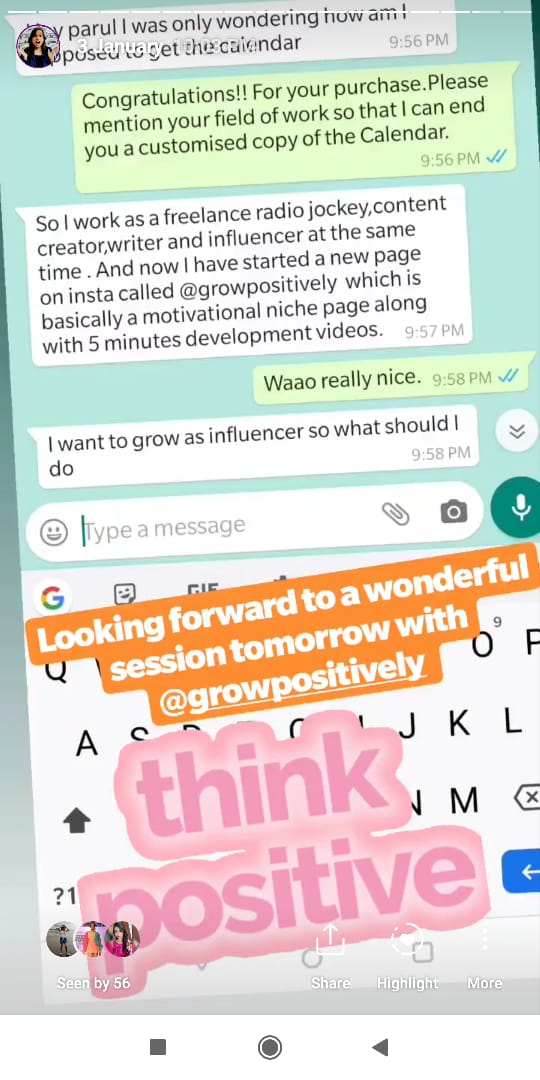 parul I was only wondering how am I
3 January
posed to get the calendar
9:56 PM
Congratulations!! For your purchase.Please
mention your field of work so that I can end
you a customised copy of the Calendar.
9:56 PM
So I work as a freelance radio jockey,content
creator,writer and influencer at the same
time . And now I have started a new page
on insta called @growpositively which is
basically a motivational niche page along
with 5 minutes development videos. 9:57 PM
Waao really nice. 9:58 PM
I want to grow as influencer so what should I
do
9:58 PM
Type a message
G GIF
Looking forward to a wonderful
session tomorrow with
@growpositively
Q O 9 P
A J K L
think
N M
?1
positive
Seen by 56 Share Highlight More